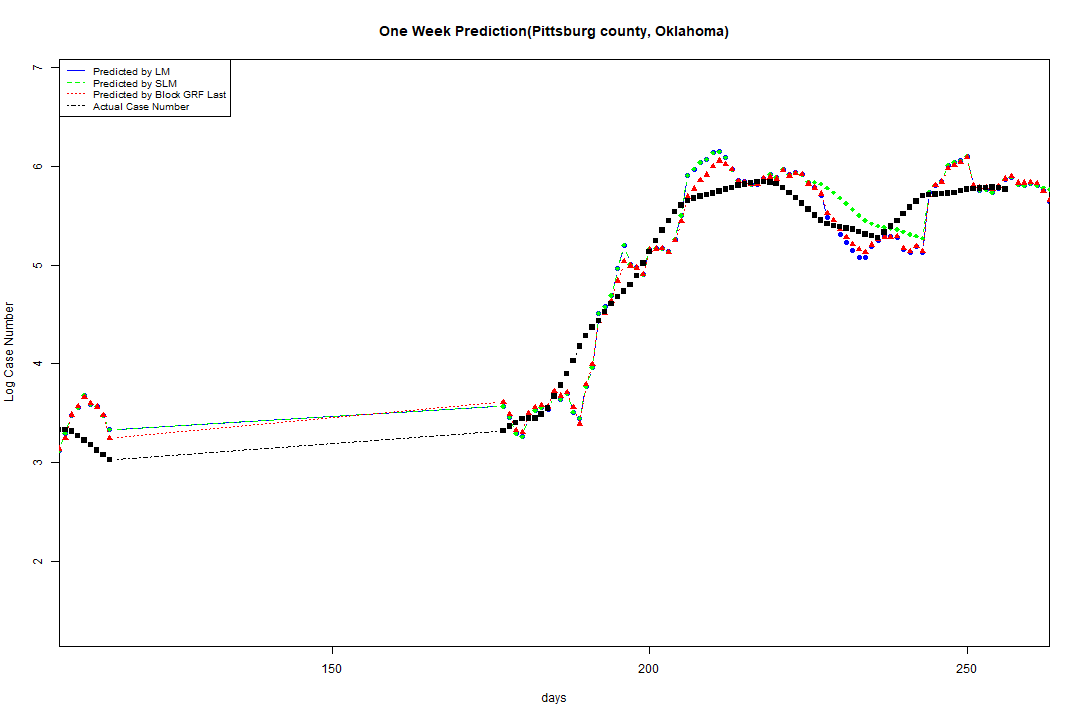 One Week Prediction(Pittsburg county, Oklahoma)
Predicted by LM
Predicted by SLM
Predicted by Block GRF Last
Actual Case Number
7
6
5
4
3
2
Log Case Number
150
200
250
days